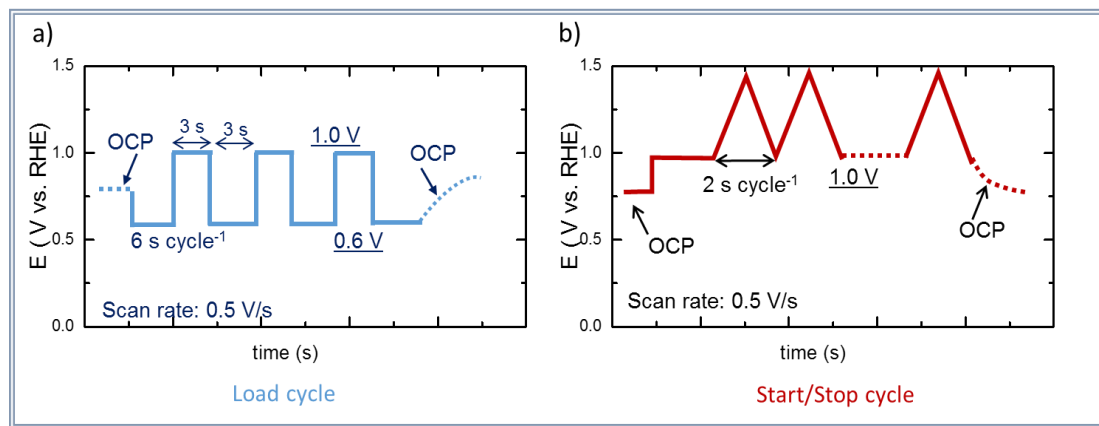 a)
1.5
1.0
0.5
0.0
E ( V vs. RHE)
OCP
3 s
3 s
1.0 V
OCP
6 s cycle⁻¹
0.6 V
Scan rate: 0.5 V/s
time (s)
Load cycle
b)
1.5
1.0
0.5
0.0
E ( V vs. RHE)
2 s cycle⁻¹
1.0 V
OCP
OCP
Scan rate: 0.5 V/s
time (s)
Start/Stop cycle